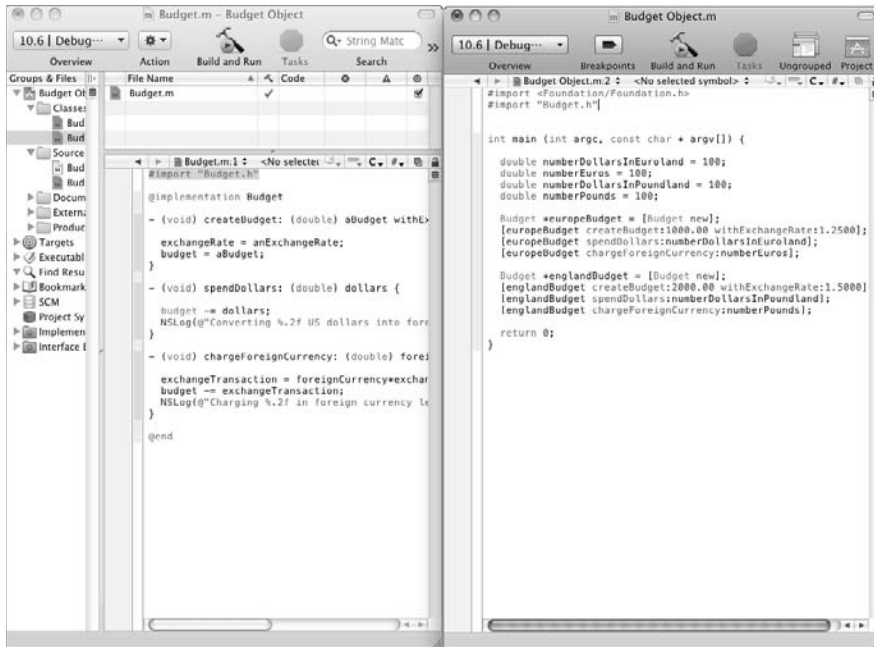 Budget.m – Budget Object
10.6 | Debug···
Overview
Action
Build and Run
Tasks
String Matc
Search
Groups & Files
Budget Ob
Classes
Bud
Bud
Source
Bud
Bud
Docum
Externa
Produc
Targets
Executabl
Find Resu
Bookmark
SCM
Project Sy
Implemen
Interface E
File Name
Code
Budget.m
Budget.m:1
<No selected
#import "Budget.h"
@implementation Budget
- (void) createBudget: (double) aBudget withEx
exchangeRate = anExchangeRate;
budget = aBudget;
}
- (void) spendDollars: (double) dollars {
budget -= dollars;
NSLog(@"Converting %.2f US dollars into fore
}
- (void) chargeForeignCurrency: (double) forei
exchangeTransaction = foreignCurrency*exchan
budget -= exchangeTransaction;
NSLog(@"Charging %.2f in foreign currency le
}
@end
Budget Object.m
10.6 | Debug···
Overview
Breakpoints
Build and Run
Tasks
Ungrouped
Project
Budget Object.m:2
<No selected symbol>
#import <Foundation/Foundation.h>
#import "Budget.h"
int main (int argc, const char * argv[]) {
double numberDollarsInEuroland = 100;
double numberEuros = 100;
double numberDollarsInPoundland = 100;
double numberPounds = 100;
Budget *europeBudget = [Budget new];
[europeBudget createBudget:1000.00 withExchangeRate:1.2500];
[europeBudget spendDollars:numberDollarsInEuroland];
[europeBudget chargeForeignCurrency:numberEuros];
Budget *englandBudget = [Budget new];
[englandBudget createBudget:2000.00 withExchangeRate:1.5000]
[englandBudget spendDollars:numberDollarsInPoundland];
[englandBudget chargeForeignCurrency:numberPounds];
return 0;
}